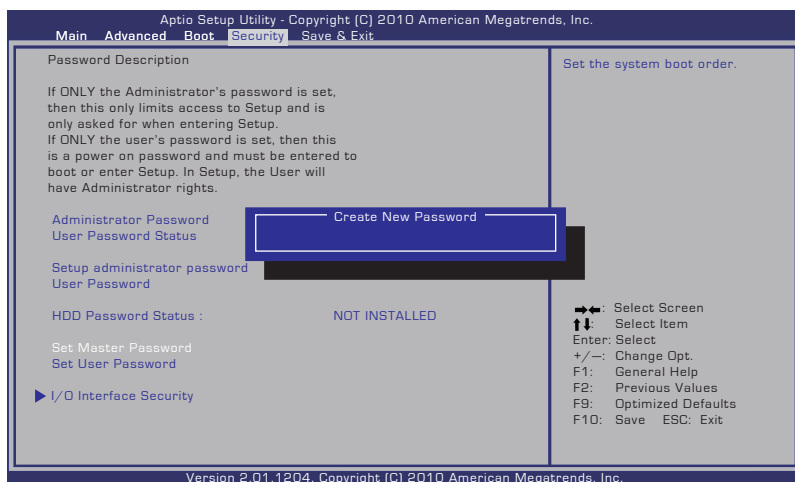 Aptio Setup Utility - Copyright (C) 2010 American Megatrends, Inc.
Main Advanced Boot Security Save & Exit
Password Description
If ONLY the Administrator's password is set,
then this only limits access to Setup and is
only asked for when entering Setup.
If ONLY the user's password is set, then this
is a power on password and must be entered to
boot or enter Setup. In Setup, the User will
have Administrator rights.
Administrator Password
User Password Status
Create New Password
Setup administrator password
User Password
HDD Password Status : NOT INSTALLED
Set Master Password
Set User Password
I/O Interface Security
Set the system boot order.
→←: Select Screen
↑↓: Select Item
Enter: Select
+/—: Change Opt.
F1: General Help
F2: Previous Values
F9: Optimized Defaults
F10: Save ESC: Exit
Version 2.01.1204. Copyright (C) 2010 American Megatrends, Inc.